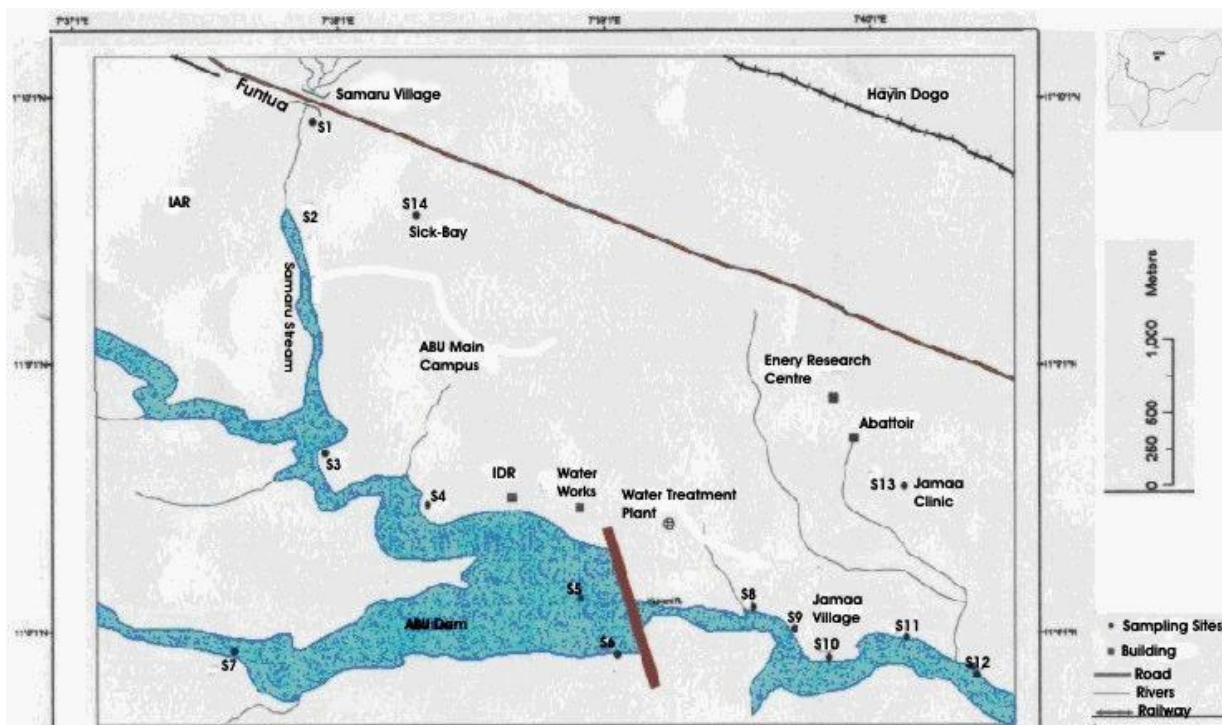 Samaru Village
Funtua
Hayin Dogo
S1
IAR
S2
S14
Sick-Bay
Samaru Stream
ABU Main
Campus
Enery Research
Centre
Abattoir
S3
S13
Jamaa
Clinic
IDR
Water
Works
Water Treatment
Plant
S4
S5
S6
S7
ABU Dam
S8
S9
Jamaa
Village
S10
S11
S12
Meters
1,000
500
250
0
Sampling Sites
Building
Road
Rivers
Railway